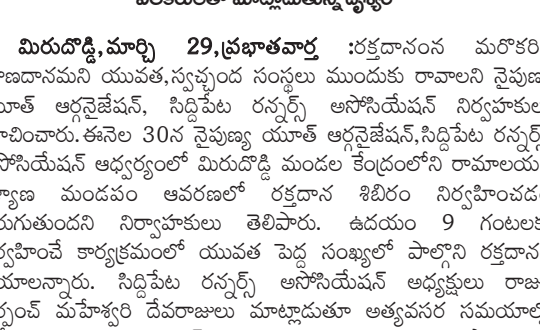 విలేకరులతో మాట్లాడుతున్న దృశ్యం
మిరుదొడ్డి,మార్చి 29,ప్రభాతవార్త :రక్తదానంన మరొకరి
ణదానమని యువత,స్వచ్ఛంద సంస్థలు ముందుకు రావాలని నైపుణ
యూత్ ఆర్గనైజేషన్, సిద్దిపేట రన్నర్స్ అసోసియేషన్ నిర్వహకుల
చించారు.ఈనెల 30న నైపుణ్య యూత్ ఆర్గనైజేషన్,సిద్దిపేట రన్నర్స్
సోసియేషన్ ఆధ్వర్యంలో మిరుదొడ్డి మండల కేంద్రంలోని రామాలయ
ల్యాణ మండపం ఆవరణలో రక్తదాన శిబిరం నిర్వహించడం
రుగుతుందని నిర్వాహకులు తెలిపారు. ఉదయం 9 గంటలక
ర్వహించే కార్యక్రమంలో యువత పెద్ద సంఖ్యలో పాల్గొని రక్తదాన
యాలన్నారు. సిద్దిపేట రన్నర్స్ అసోసియేషన్ అధ్యక్షులు రాజు
ర్పంచ్ మహేశ్వరి దేవరాజులు మాట్లాడుతూ అత్యవసర సమయాల్